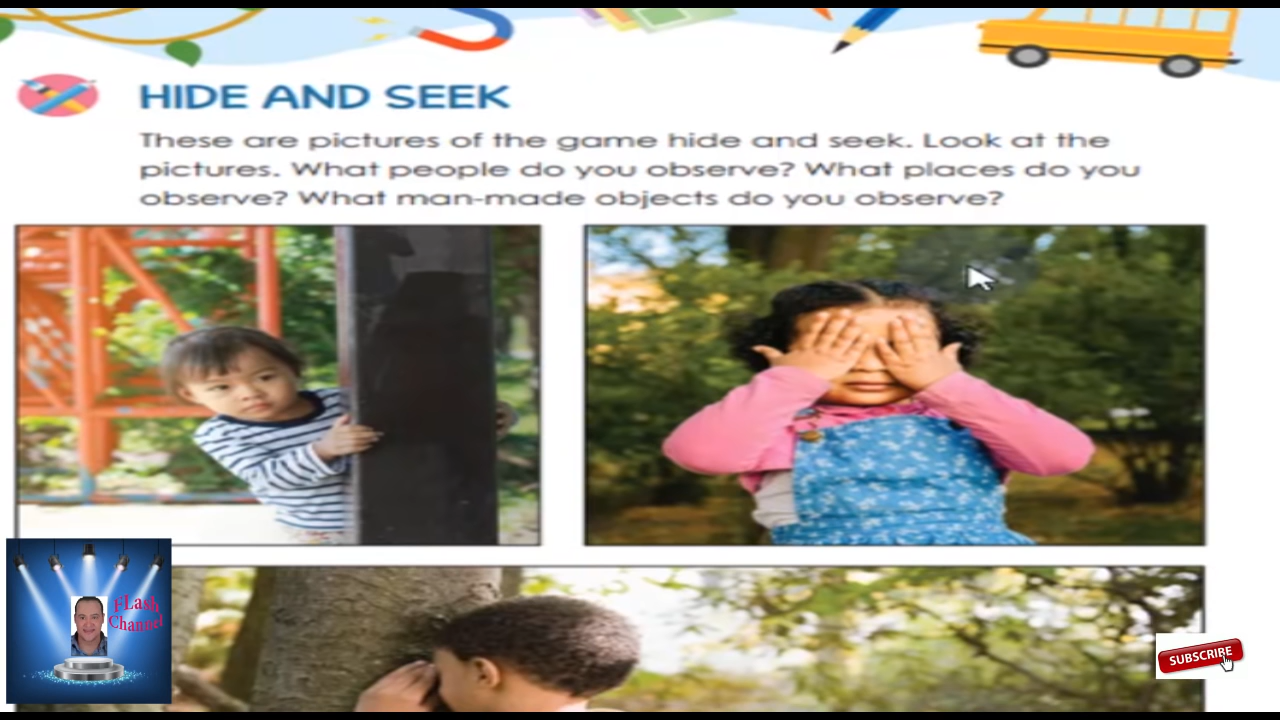 HIDE AND SEEK
These are pictures of the game hide and seek. Look at the
pictures. What people do you observe? What places do you
observe? What man-made objects do you observe?
FLash
Channel
SUBSCRIBE